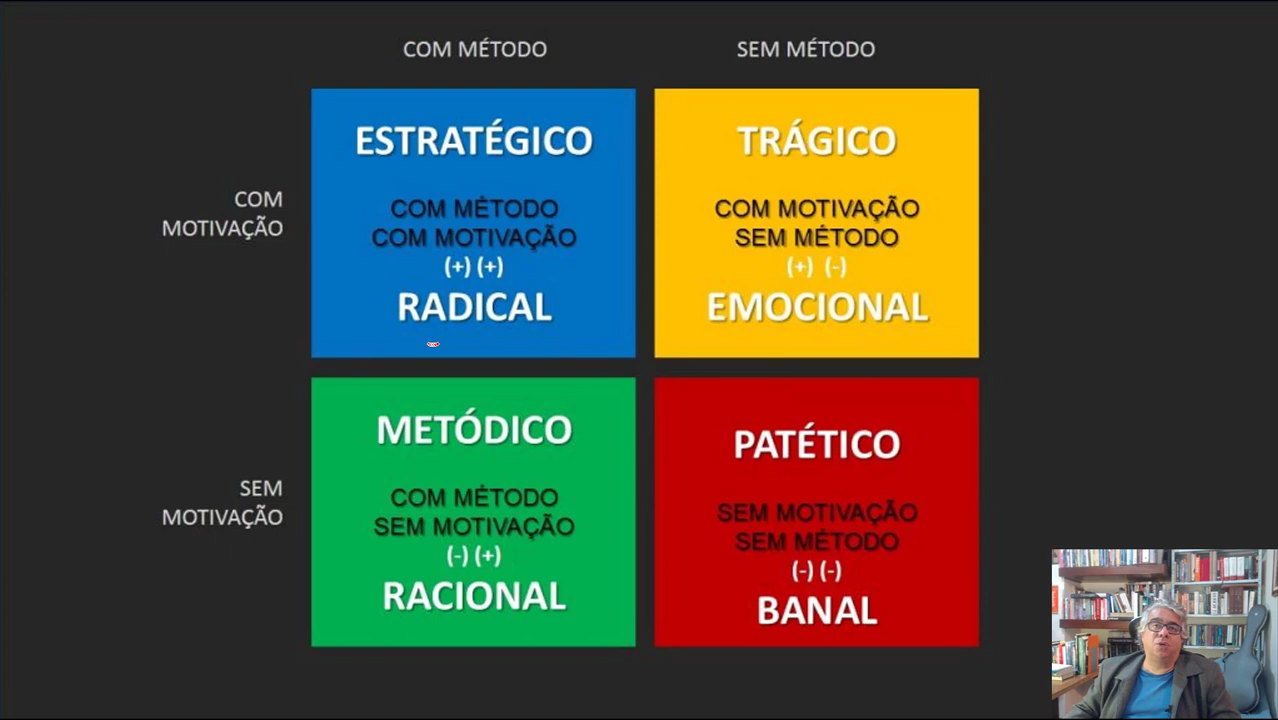 COM MÉTODO
SEM MÉTODO
COM
MOTIVAÇÃO
ESTRATÉGICO
COM MÉTODO
COM MOTIVAÇÃO
(+) (+)
RADICAL
TRÁGICO
COM MOTIVAÇÃO
SEM MÉTODO
(+) (-)
EMOCIONAL
SEM
MOTIVAÇÃO
METÓDICO
COM MÉTODO
SEM MOTIVAÇÃO
(-) (+)
RACIONAL
PATÉTICO
SEM MOTIVAÇÃO
SEM MÉTODO
(-) (-)
BANAL